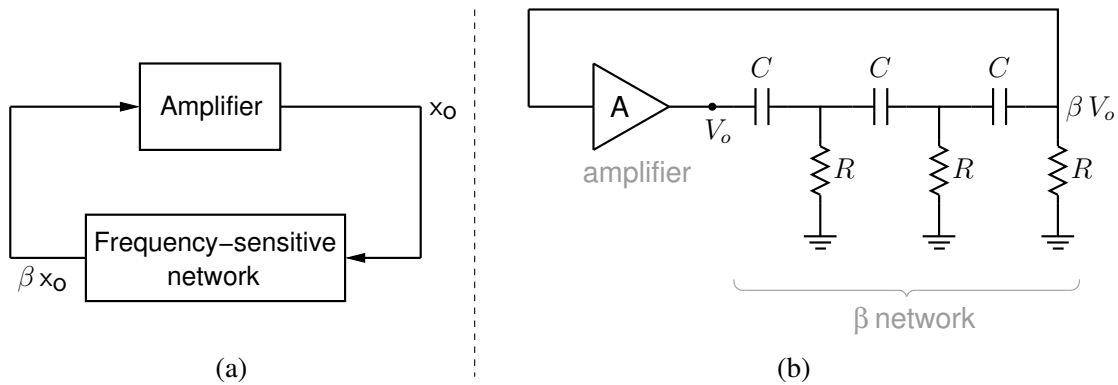 Amplifier
xo
Frequency−sensitive
network
β xo
(a)
C
C
C
A
Vo
β Vo
amplifier
R
R
R
β network
(b)